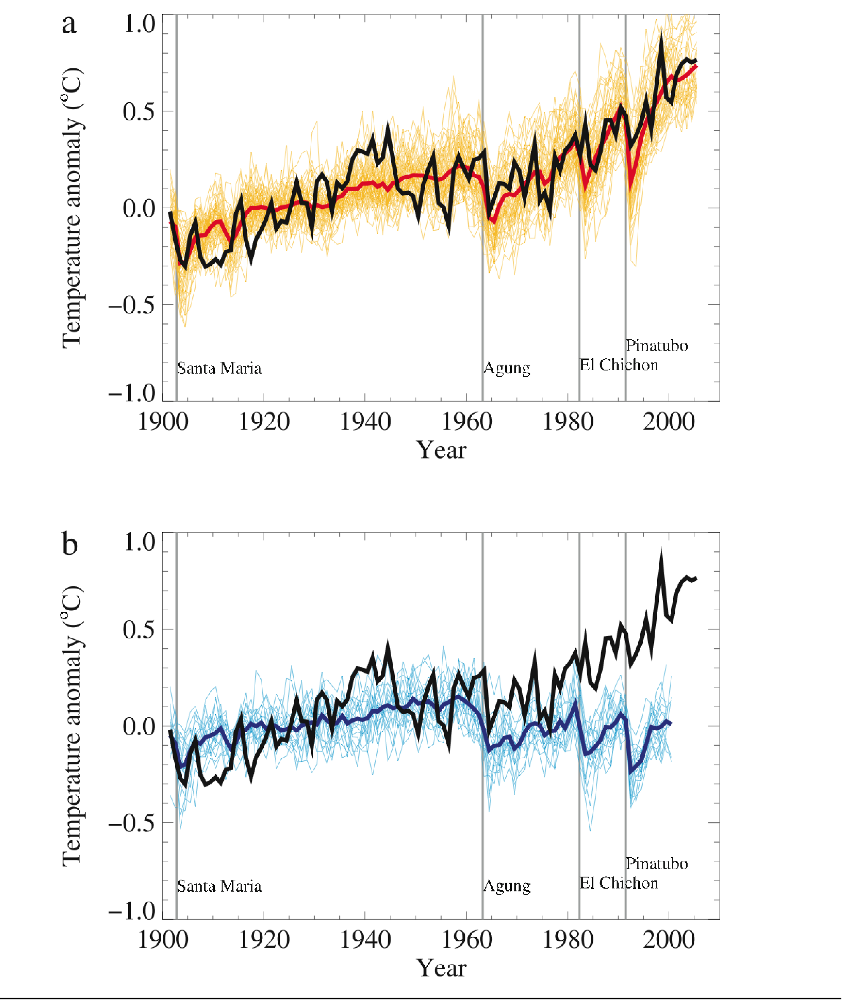 a
1.0
0.5
0.0
−0.5
−1.0
Temperature anomaly (°C)
Pinatubo
Santa Maria
Agung
El Chichon
1900 1920 1940 1960 1980 2000
Year
b
1.0
0.5
0.0
−0.5
−1.0
Temperature anomaly (°C)
Pinatubo
Santa Maria
Agung
El Chichon
1900 1920 1940 1960 1980 2000
Year